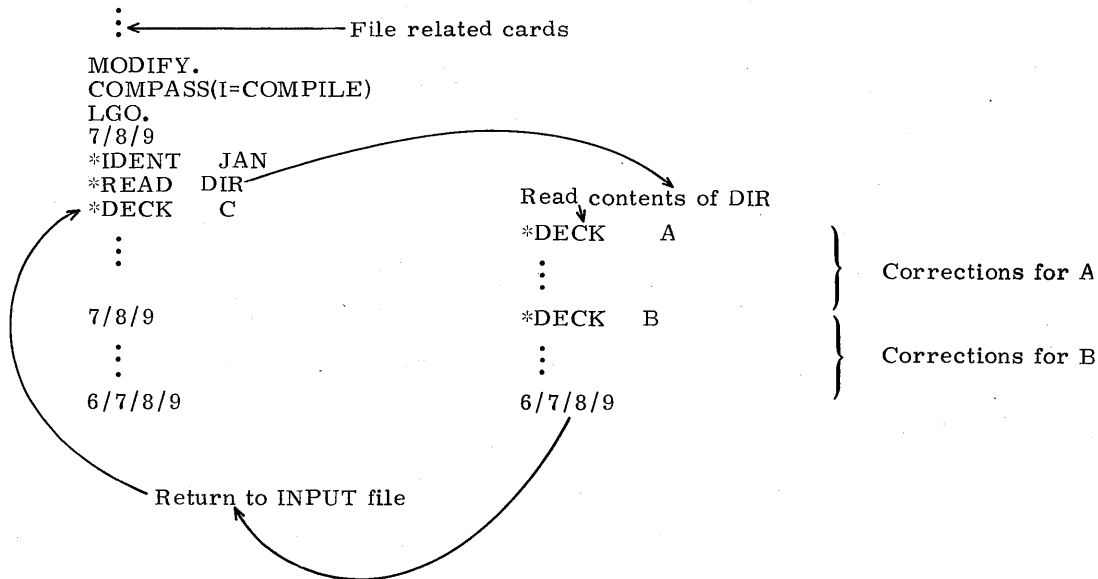 File related cards
MODIFY.
COMPASS(I=COMPILE)
LGO.
7/8/9
*IDENT JAN
*READ DIR
*DECK C
7/8/9
6/7/8/9
Read contents of DIR
*DECK A
*DECK B
6/7/8/9
Corrections for A
Corrections for B
Return to INPUT file